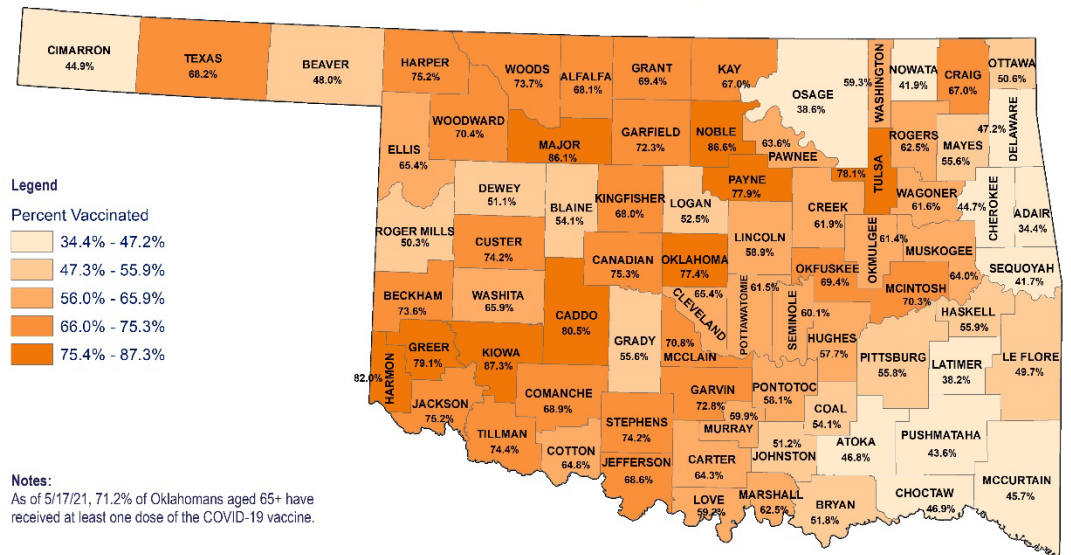 CIMARRON
44.9%
TEXAS
68.2%
BEAVER
48.0%
HARPER
75.2%
WOODS
73.7%
ALFALFA
68.1%
GRANT
69.4%
KAY
67.0%
OSAGE
38.6%
59.3%
WASHINGTON
NOWATA
41.9%
CRAIG
67.0%
OTTAWA
50.6%
ELLIS
65.4%
WOODWARD
70.4%
MAJOR
86.1%
GARFIELD
72.3%
NOBLE
86.6%
63.6%
PAWNEE
78.1%
TULSA
ROGERS
62.5%
MAYES
55.6%
47.2%
DELAWARE
DEWEY
51.1%
BLAINE
54.1%
KINGFISHER
68.0%
LOGAN
52.5%
PAYNE
77.9%
CREEK
61.9%
WAGONER
61.6%
44.7%
CHEROKEE
ADAIR
34.4%
ROGER MILLS
50.3%
CUSTER
74.2%
CANADIAN
75.3%
OKLAHOMA
77.4%
LINCOLN
58.9%
OKFUSKEE
69.4%
OKMULGEE
61.4%
MUSKOGEE
64.0%
SEQUOYAH
41.7%
BECKHAM
73.6%
WASHITA
65.9%
CADDO
80.5%
GRADY
55.6%
65.4%
CLEVELAND
POTTAWATOMIE
61.5%
SEMINOLE
60.1%
HUGHES
57.7%
MCINTOSH
70.3%
HASKELL
55.9%
82.0%
HARMON
GREER
79.1%
KIOWA
87.3%
70.8%
MCCLAIN
PITTSBURG
55.8%
LATIMER
38.2%
LE FLORE
49.7%
JACKSON
75.2%
TILLMAN
74.4%
COMANCHE
68.9%
STEPHENS
74.2%
GARVIN
72.8%
59.9%
MURRAY
PONTOTOC
58.1%
COAL
54.1%
COTTON
64.8%
JEFFERSON
68.6%
CARTER
64.3%
51.2%
JOHNSTON
ATOKA
46.8%
PUSHMATAHA
43.6%
MCCURTAIN
45.7%
LOVE
59.2%
MARSHALL
62.5%
BRYAN
51.8%
CHOCTAW
46.9%
Legend
Percent Vaccinated
34.4% - 47.2%
47.3% - 55.9%
56.0% - 65.9%
66.0% - 75.3%
75.4% - 87.3%
Notes:
As of 5/17/21, 71.2% of Oklahomans aged 65+ have
received at least one dose of the COVID-19 vaccine.